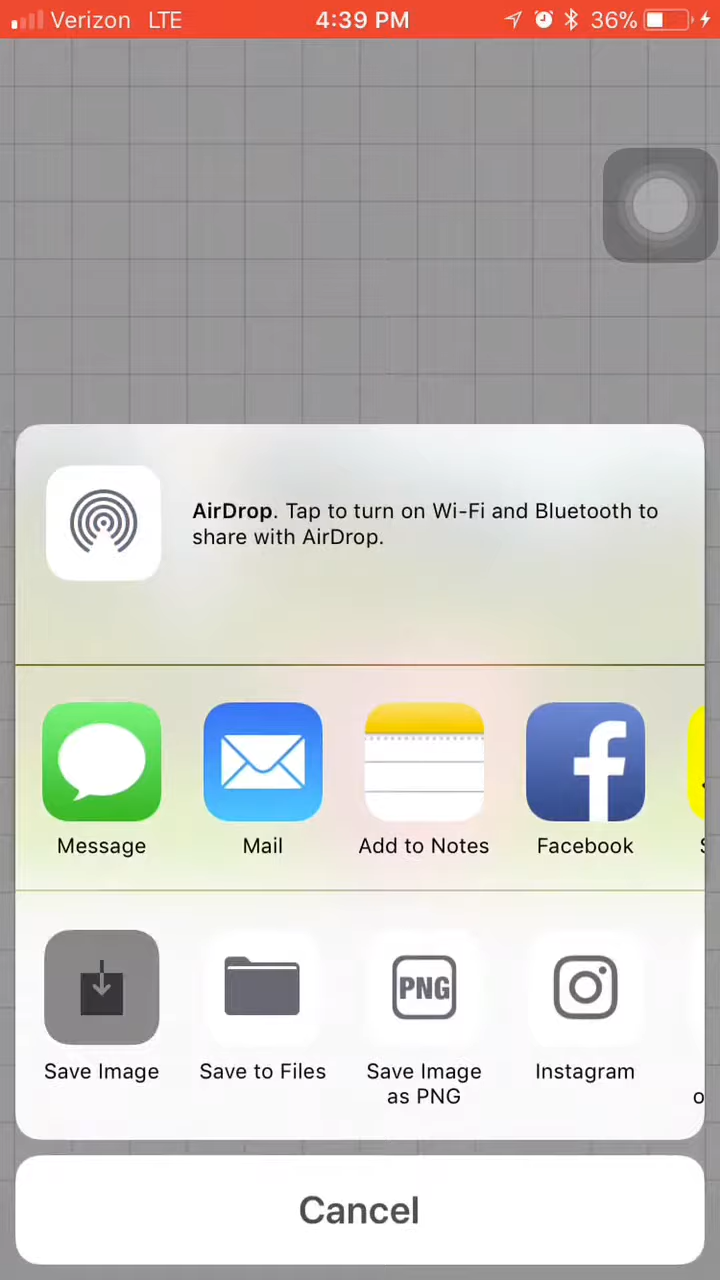 Verizon LTE 4:39 PM 36%
AirDrop. Tap to turn on Wi-Fi and Bluetooth to
share with AirDrop.
Message Mail Add to Notes Facebook
Save Image Save to Files Save Image Instagram
as PNG
PNG
Cancel